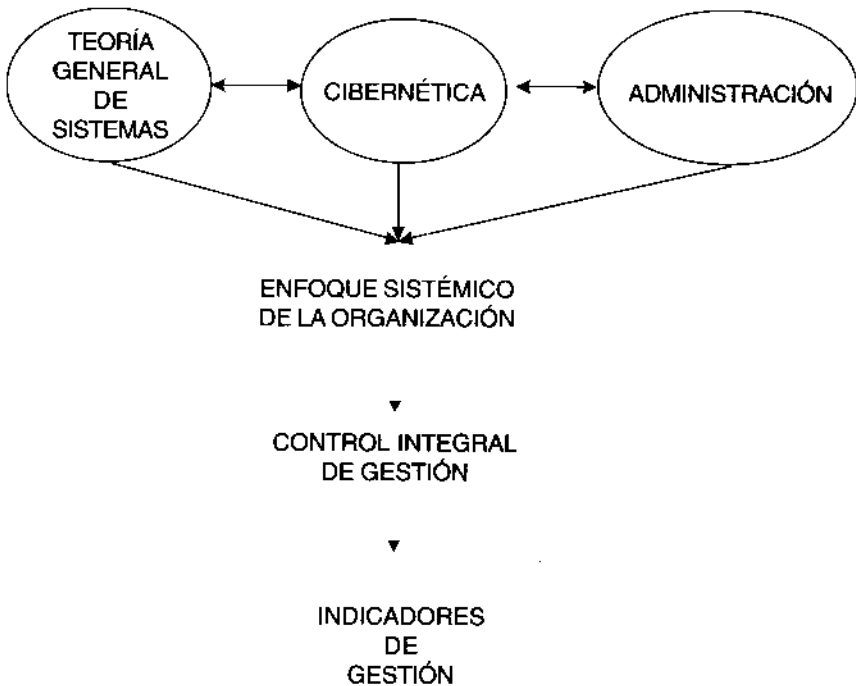 TEORÍA
GENERAL
DE
SISTEMAS
CIBERNÉTICA
ADMINISTRACIÓN
ENFOQUE SISTÉMICO
DE LA ORGANIZACIÓN
CONTROL INTEGRAL
DE GESTIÓN
INDICADORES
DE
GESTIÓN